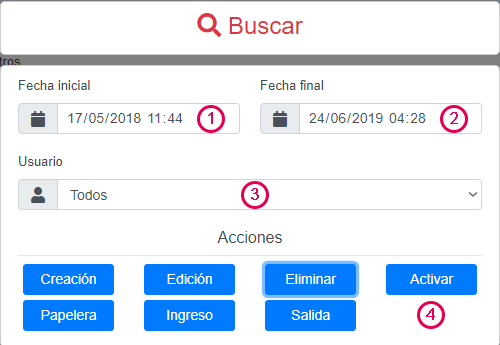 Buscar
tros
Fecha inicial Fecha final
17/05/2018 11:44 1 24/06/2019 04:28 2
Usuario
Todos 3
Acciones
Creación Edición Eliminar Activar
Papelera Ingreso Salida 4